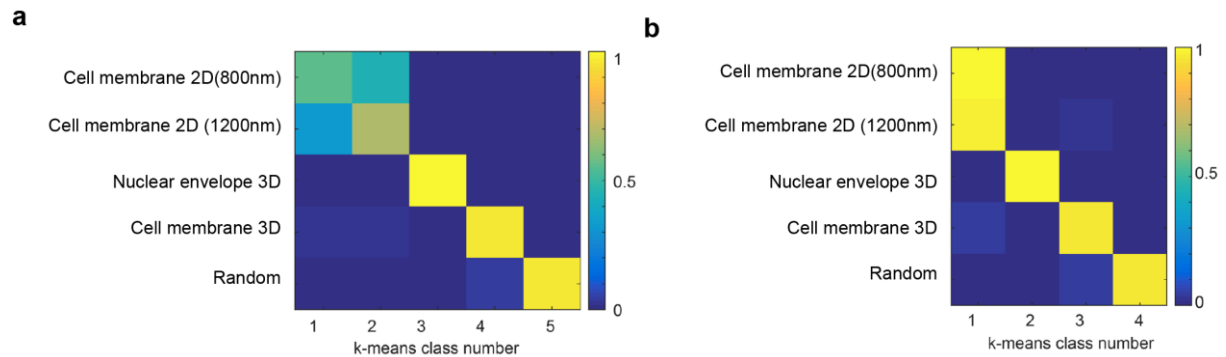 a
Cell membrane 2D(800nm)
Cell membrane 2D (1200nm)
Nuclear envelope 3D
Cell membrane 3D
Random
1
0.5
0
1 2 3 4 5
k-means class number
b
Cell membrane 2D(800nm)
Cell membrane 2D (1200nm)
Nuclear envelope 3D
Cell membrane 3D
Random
1
0.5
0
1 2 3 4
k-means class number